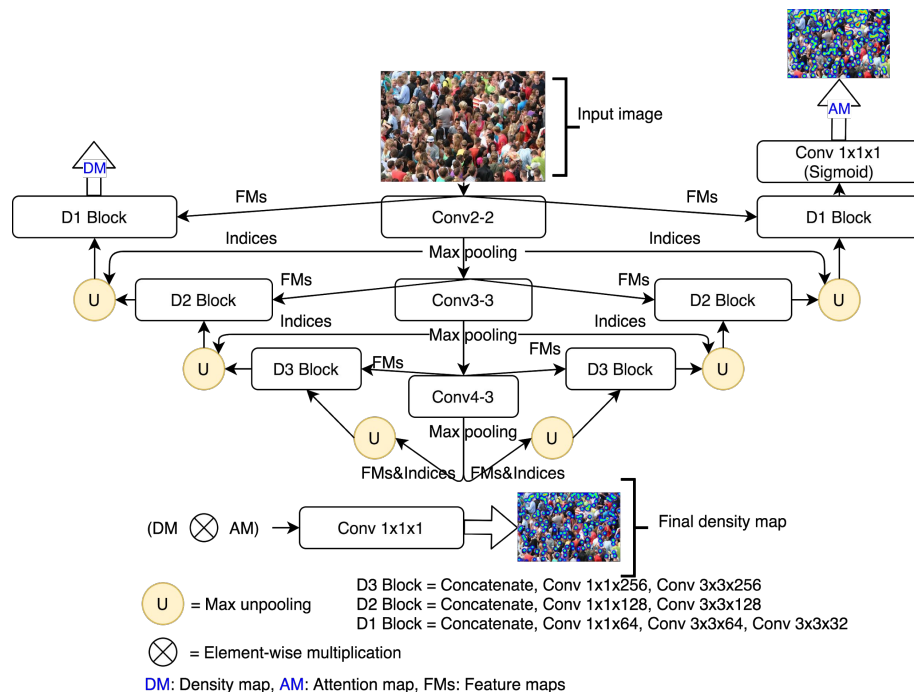 Input image
AM
Conv 1x1x1
(Sigmoid)
DM
FMs
FMs
D1 Block
Conv2-2
D1 Block
Indices
Max pooling
Indices
U
D2 Block
FMs
Conv3-3
FMs
D2 Block
U
Indices
Max pooling
Indices
U
D3 Block
FMs
FMs
D3 Block
U
Conv4-3
Max pooling
U
U
FMs&Indices
FMs&Indices
(DM
AM)
Conv 1x1x1
Final density map
U
= Max unpooling
D3 Block = Concatenate, Conv 1x1x256, Conv 3x3x256
D2 Block = Concatenate, Conv 1x1x128, Conv 3x3x128
D1 Block = Concatenate, Conv 1x1x64, Conv 3x3x64, Conv 3x3x32
= Element-wise multiplication
DM: Density map, AM: Attention map, FMs: Feature maps